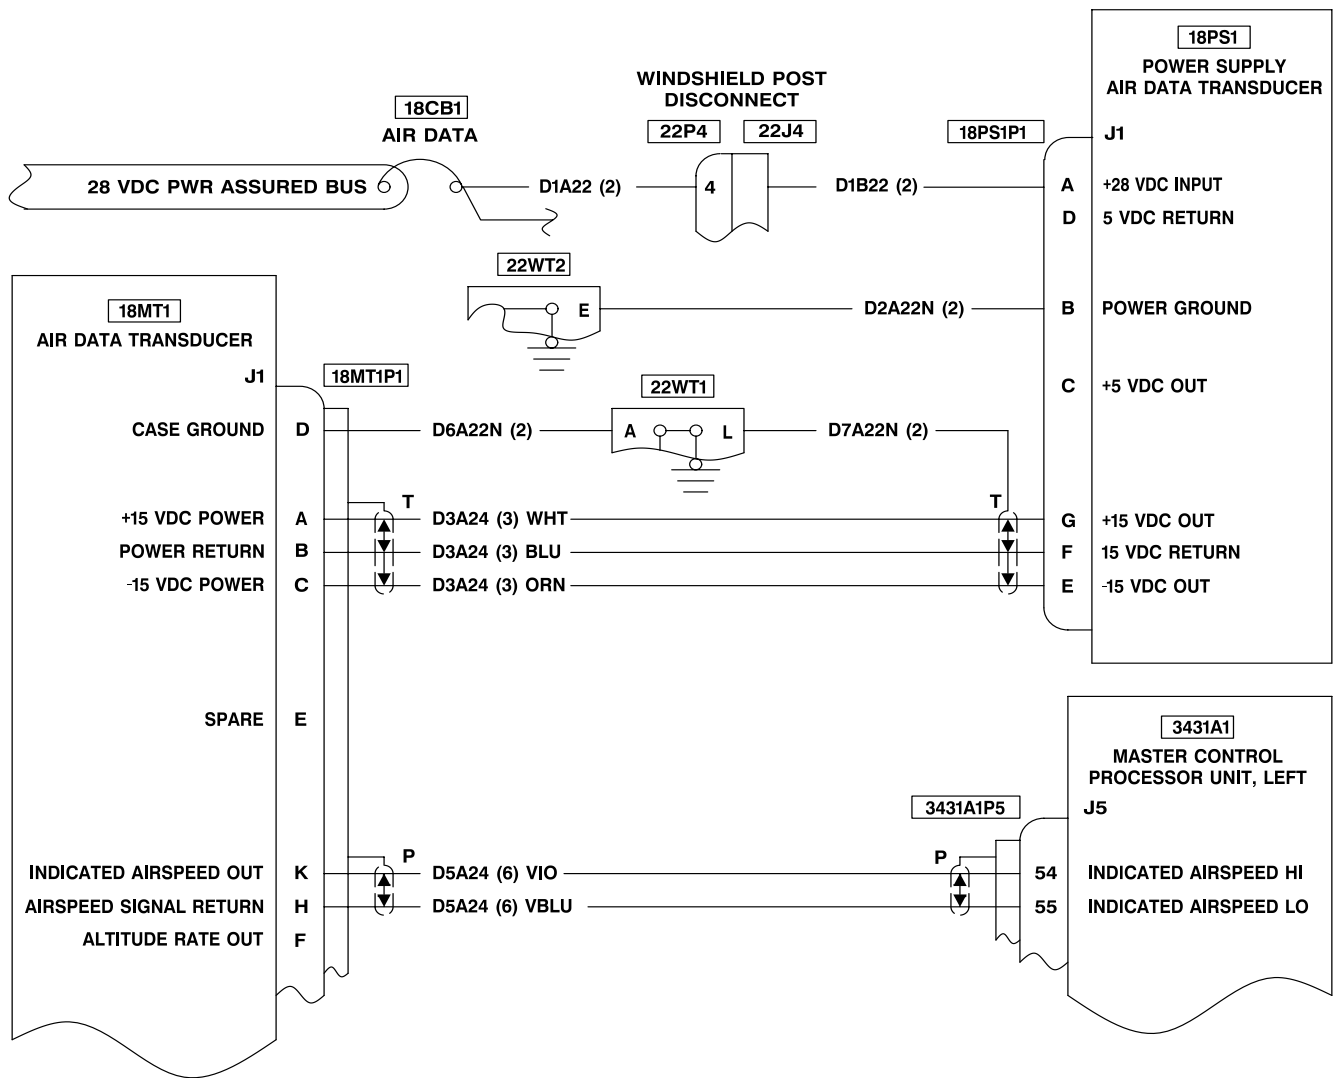 18PS1
POWER SUPPLY
AIR DATA TRANSDUCER
WINDSHIELD POST
DISCONNECT
18CB1
AIR DATA
22P4 22J4
18PS1P1
J1
28 VDC PWR ASSURED BUS D1A22 (2) 4 D1B22 (2) A +28 VDC INPUT
D 5 VDC RETURN
22WT2
E D2A22N (2) B POWER GROUND
18MT1
AIR DATA TRANSDUCER
J1
18MT1P1
22WT1
C +5 VDC OUT
CASE GROUND D D6A22N (2) A L D7A22N (2)
T T
+15 VDC POWER A D3A24 (3) WHT G +15 VDC OUT
POWER RETURN B D3A24 (3) BLU F 15 VDC RETURN
-15 VDC POWER C D3A24 (3) ORN E -15 VDC OUT
SPARE E
3431A1
MASTER CONTROL
PROCESSOR UNIT, LEFT
3431A1P5
J5
P P
INDICATED AIRSPEED OUT K D5A24 (6) VIO 54 INDICATED AIRSPEED HI
AIRSPEED SIGNAL RETURN H D5A24 (6) VBLU 55 INDICATED AIRSPEED LO
ALTITUDE RATE OUT F